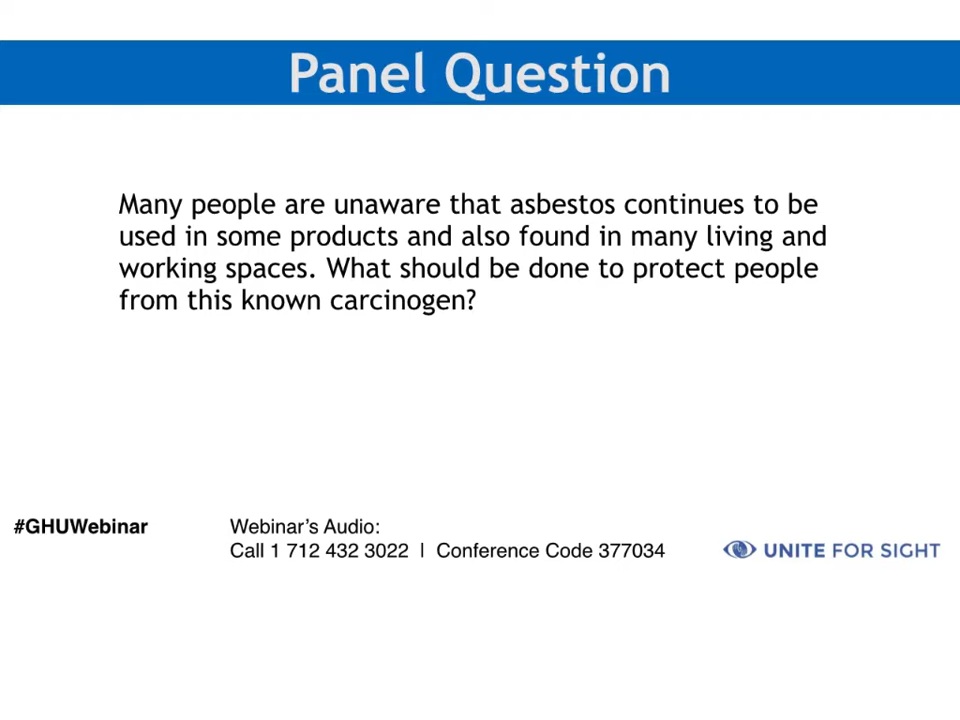 Panel Question
Many people are unaware that asbestos continues to be
used in some products and also found in many living and
working spaces. What should be done to protect people
from this known carcinogen?
#GHUWebinar
Webinar's Audio:
Call 1 712 432 3022 | Conference Code 377034
UNITE FOR SIGHT